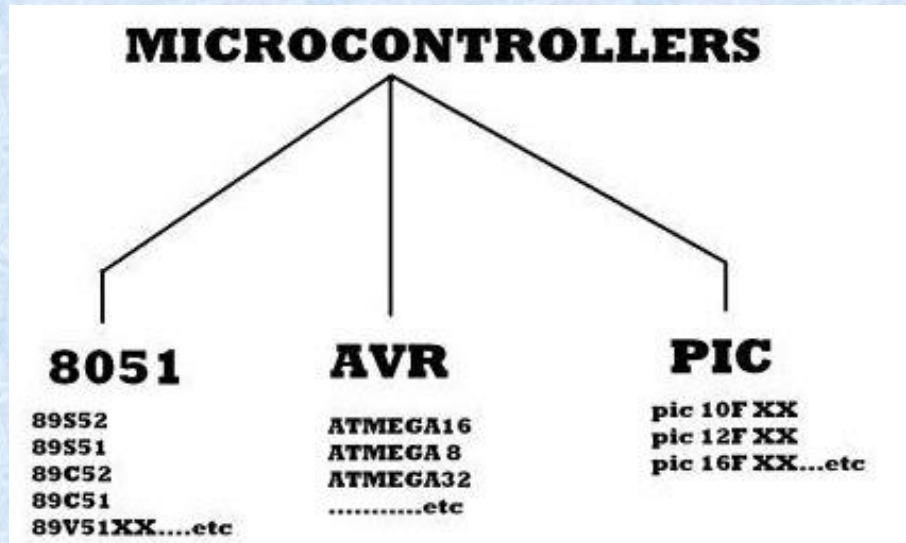 MICROCONTROLLERS
8051
89S52
89S51
89C52
89C51
89V51XX....etc
AVR
ATMEGA16
ATMEGA 8
ATMEGA32
...........etc
PIC
pic 10F XX
pic 12F XX
pic 16F XX...etc